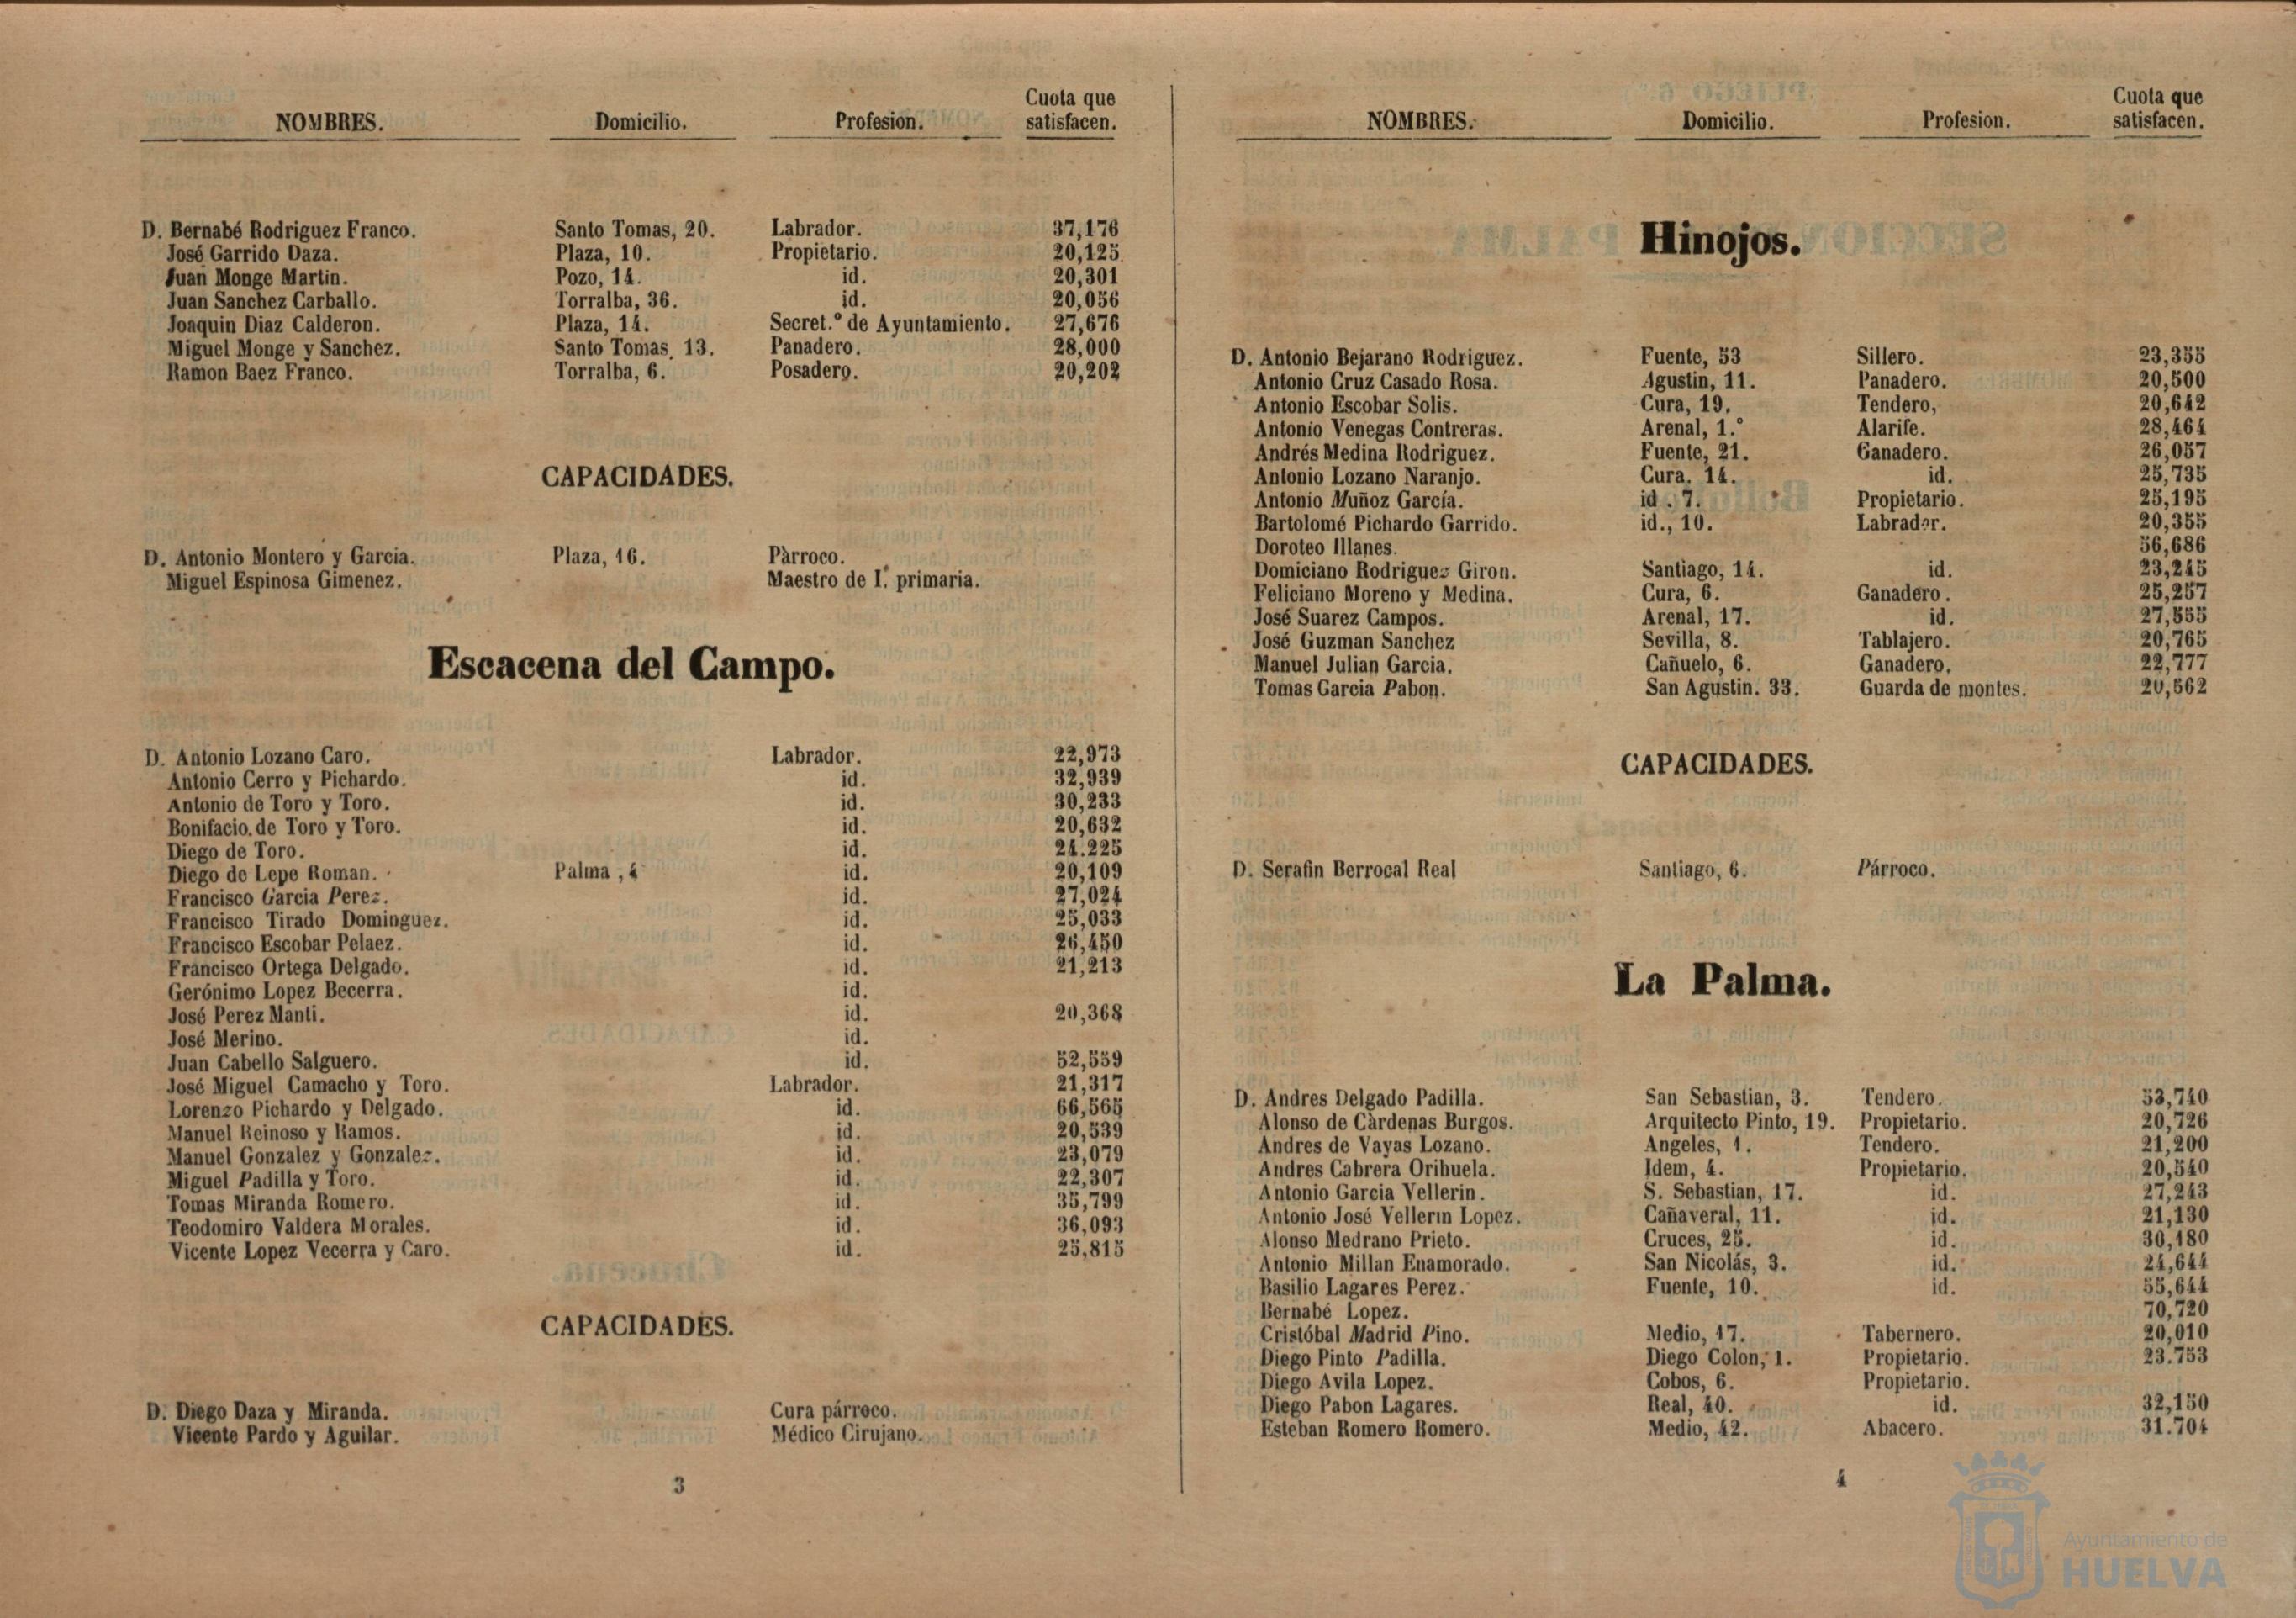 NOMBRES. Domicilio. Profesion. Cuota que satisfacen.
D. Bernabé Rodriguez Franco. Santo Tomas, 20. Labrador. 37,176
José Garrido Daza. Plaza, 10. Propietario. 20,125
Juan Monge Martin. Pozo, 14. id. 20,301
Juan Sanchez Carballo. Torralba, 36. id. 20,056
Joaquin Diaz Calderon. Plaza, 14. Secret.º de Ayuntamiento. 27,676
Miguel Monge y Sanchez. Santo Tomas, 13. Panadero. 28,000
Ramon Baez Franco. Torralba, 6. Posadero. 20,202
CAPACIDADES.
D. Antonio Montero y Garcia. Plaza, 16. Pàrroco.
Miguel Espinosa Gimenez. Maestro de I. primaria.
Escacena del Campo.
D. Antonio Lozano Caro. Labrador. 22,973
Antonio Cerro y Pichardo. id. 32,939
Antonio de Toro y Toro. id. 30,233
Bonifacio de Toro y Toro. id. 20,632
Diego de Toro. id. 24.225
Diego de Lepe Roman. Palma, 4 id. 20,109
Francisco Garcia Perez. id. 27,024
Francisco Tirado Dominguez. id. 25,033
Francisco Escobar Pelaez. id. 26,450
Francisco Ortega Delgado. id. 21,213
Gerónimo Lopez Becerra. id.
José Perez Manti. id. 20,368
José Merino. id.
Juan Cabello Salguero. id. 52,559
José Miguel Camacho y Toro. Labrador. 21,317
Lorenzo Pichardo y Delgado. id. 66,565
Manuel Reinoso y Ramos. id. 20,539
Manuel Gonzalez y Gonzalez. id. 23,079
Miguel Padilla y Toro. id. 22,307
Tomas Miranda Romero. id. 35,799
Teodomiro Valdera Morales. id. 36,093
Vicente Lopez Vecerra y Caro. id. 25,815
CAPACIDADES.
D. Diego Daza y Miranda. Cura párroco.
Vicente Pardo y Aguilar. Médico Cirujano.
3
NOMBRES. Domicilio. Profesion. Cuota que satisfacen.
Hinojos.
D. Antonio Bejarano Rodriguez. Fuente, 53 Sillero. 23,355
Antonio Cruz Casado Rosa. Agustin, 11. Panadero. 20,500
Antonio Escobar Solis. Cura, 19. Tendero, 20,642
Antonio Venegas Contreras. Arenal, 1.º Alarife. 28,464
Andrés Medina Rodriguez. Fuente, 21. Ganadero. 26,057
Antonio Lozano Naranjo. Cura. 14. id. 25,735
Antonio Muñoz García. id . 7. Propietario. 25,195
Bartolomé Pichardo Garrido. id., 10. Labrador. 20,355
Doroteo Illanes. 56,686
Domiciano Rodriguez Giron. Santiago, 14. id. 23,245
Feliciano Moreno y Medina. Cura, 6. Ganadero. 25,257
José Suarez Campos. Arenal, 17. id. 27,555
José Guzman Sanchez Sevilla, 8. Tablajero. 20,765
Manuel Julian Garcia. Cañuelo, 6. Ganadero, 22,777
Tomas Garcia Pabon. San Agustin. 33. Guarda de montes. 20,562
CAPACIDADES.
D. Serafin Berrocal Real Santiago, 6. Párroco.
La Palma.
D. Andres Delgado Padilla. San Sebastian, 3. Tendero. 53,740
Alonso de Càrdenas Burgos. Arquitecto Pinto, 19. Propietario. 20,726
Andres de Vayas Lozano. Angeles, 1. Tendero. 21,200
Andres Cabrera Orihuela. Idem, 4. Propietario. 20,540
Antonio Garcia Vellerin. S. Sebastian, 17. id. 27,243
Antonio José Vellerin Lopez. Cañaveral, 11. id. 21,130
Alonso Medrano Prieto. Cruces, 25. id. 30,180
Antonio Millan Enamorado. San Nicolás, 3. id. 24,644
Basilio Lagares Perez. Fuente, 10. id. 55,644
Bernabé Lopez. 70,720
Cristóbal Madrid Pino. Medio, 17. Tabernero. 20,010
Diego Pinto Padilla. Diego Colon, 1. Propietario. 23.753
Diego Avila Lopez. Cobos, 6. Propietario.
Diego Pabon Lagares. Real, 40. id. 32,150
Esteban Romero Romero. Medio, 42. Abacero. 31.704
4
Ayuntamiento de
HUELVA